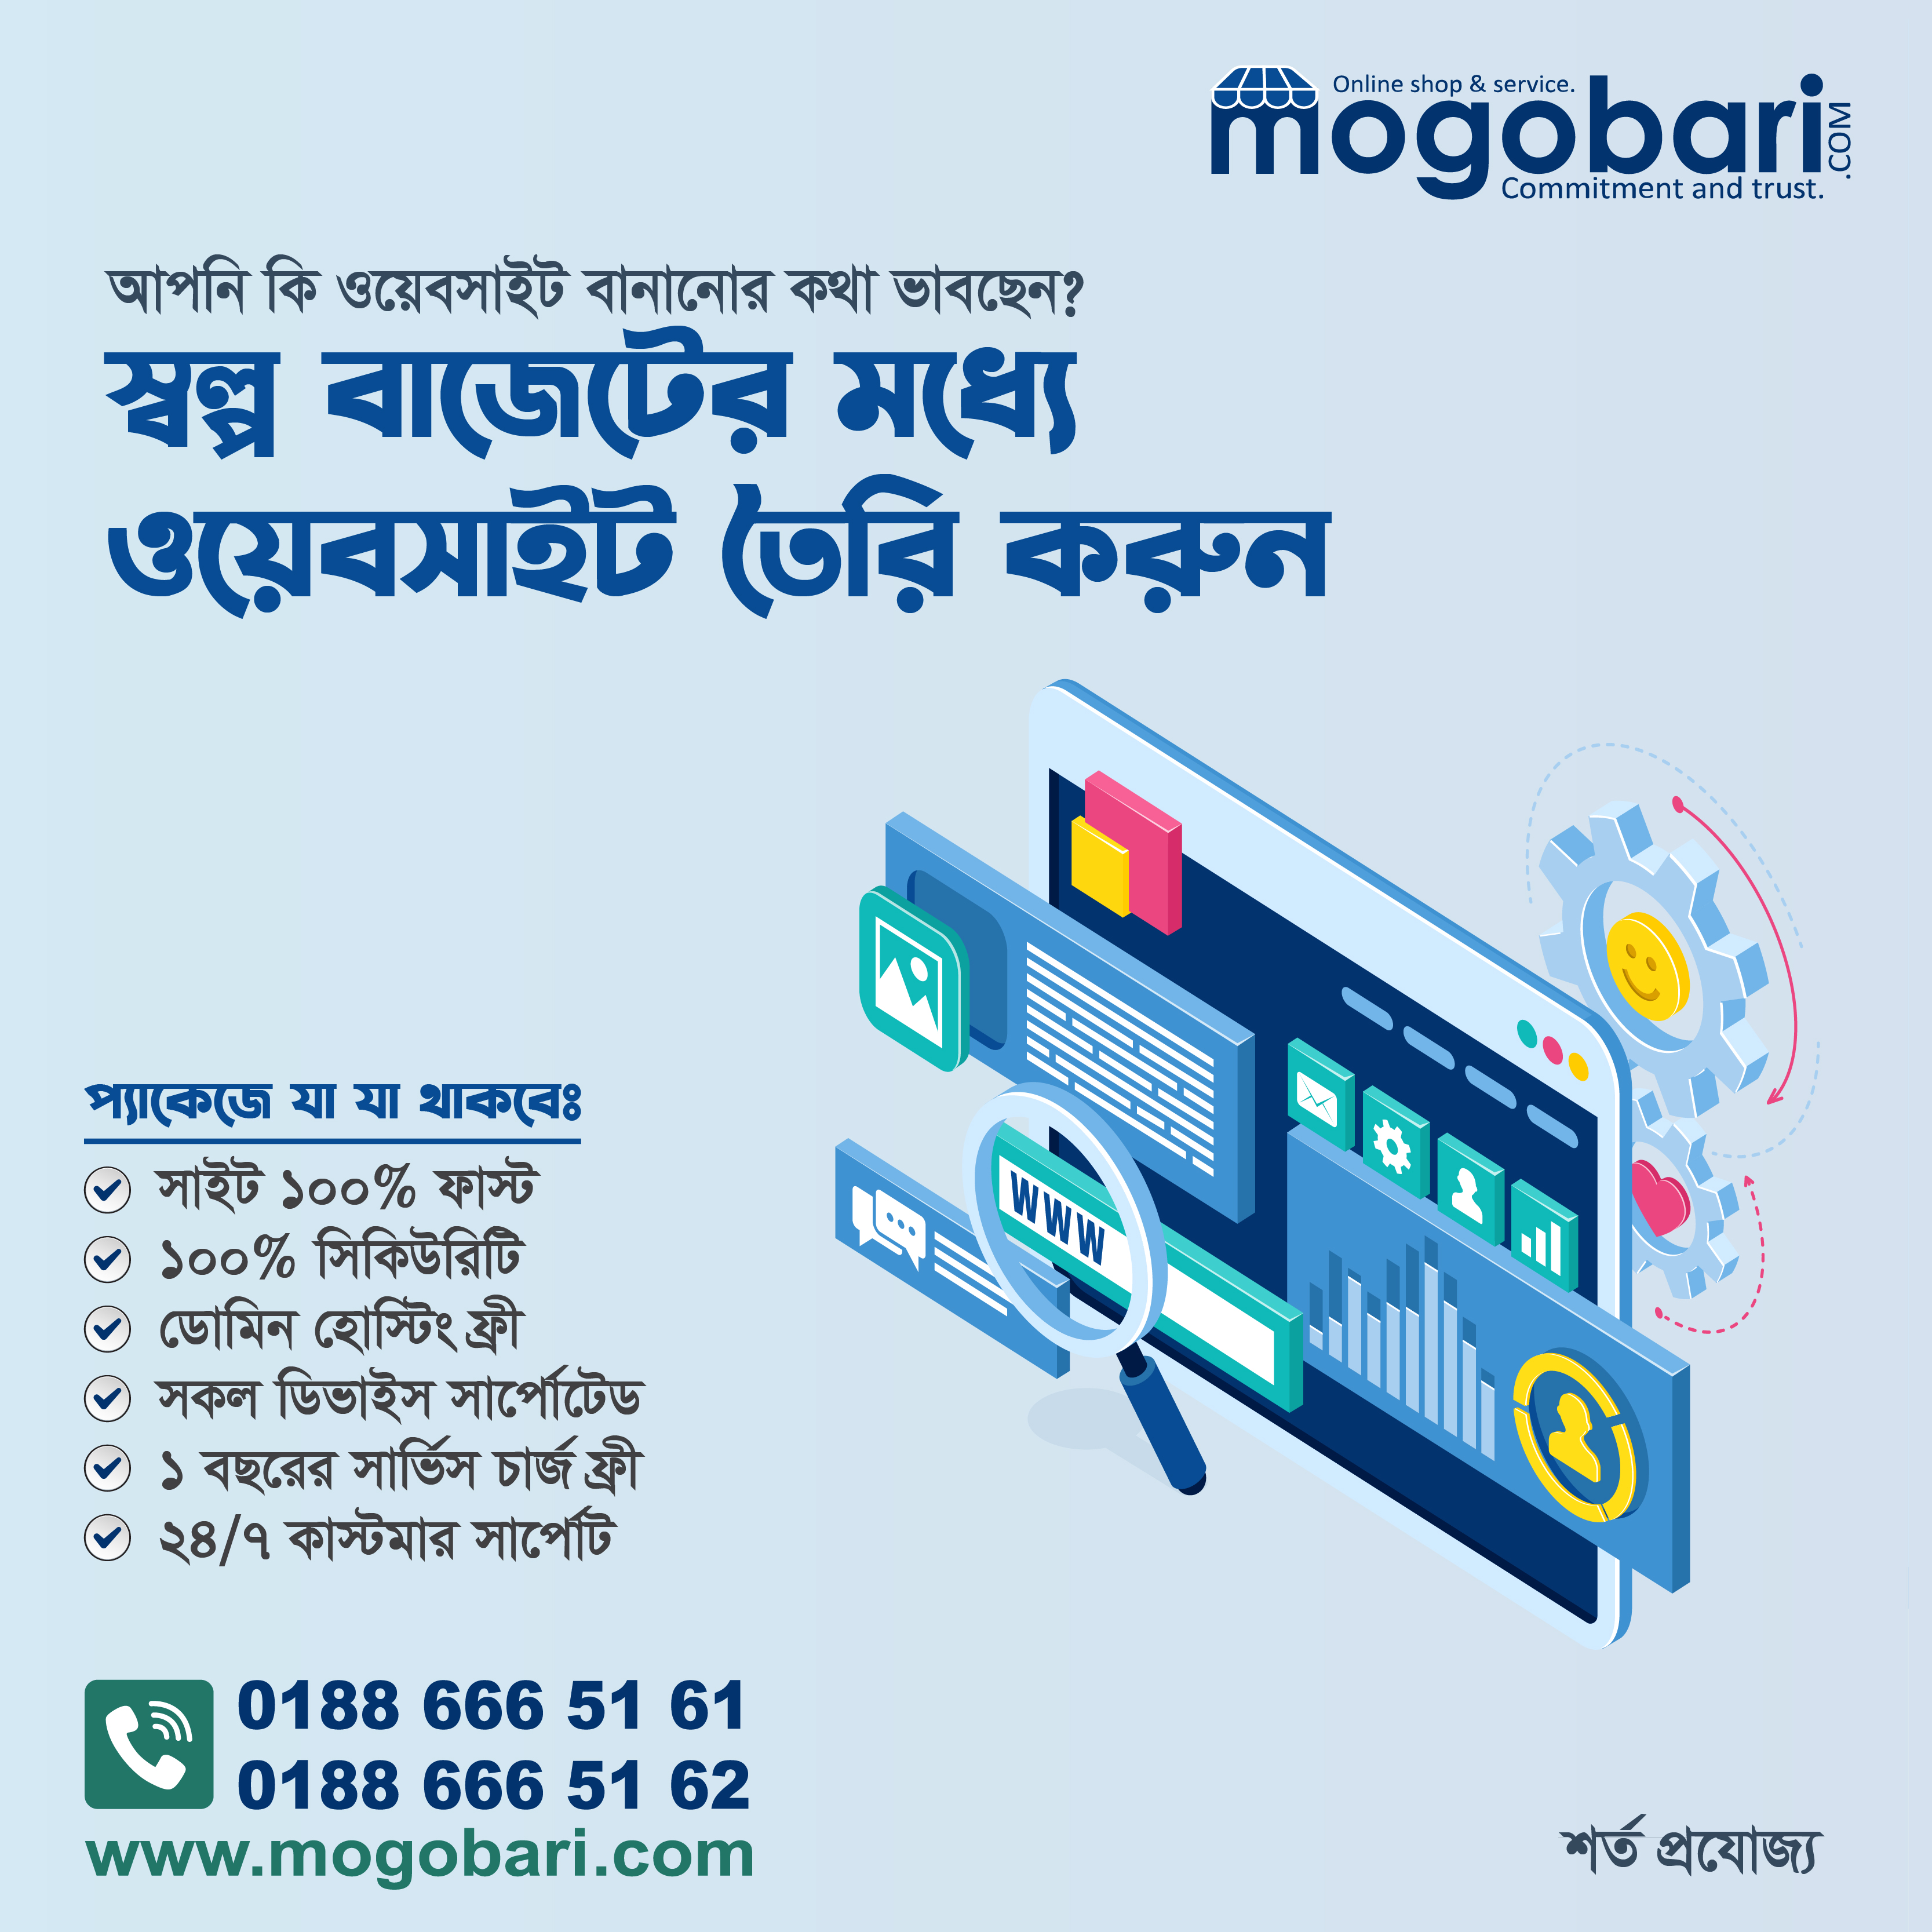 Online shop & service.
mogobari.COM
Commitment and trust.
আপনি কি ওয়েবসাইট বানানোর কথা ভাবছেন?
স্বল্প বাজেটের মধ্যে
ওয়েবসাইট তৈরি করুন
প্যাকেজে যা যা থাকবেঃ
সাইট ১০০% ফাস্ট
১০০% সিকিউরিটি
ডোমিন হোস্টিং ফ্রী
সকল ডিভাইস সার্পোটেড
১ বছরের সার্ভিস চার্জ ফ্রী
২৪/৭ কাস্টমার সার্পোট
WWW
0188 666 51 61
0188 666 51 62
www.mogobari.com
শর্ত প্রযোজ্য